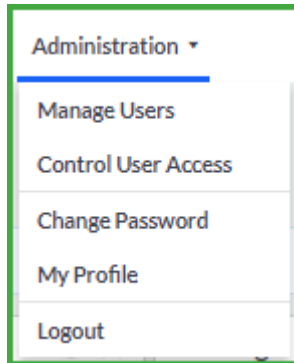 Administration
Manage Users
Control User Access
Change Password
My Profile
Logout